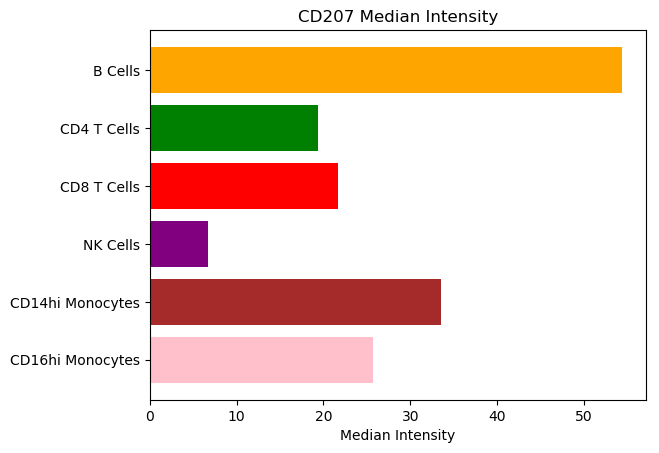 CD207 Median Intensity
B Cells
CD4 T Cells
CD8 T Cells
NK Cells
CD14hi Monocytes
CD16hi Monocytes
0 10 20 30 40 50
Median Intensity